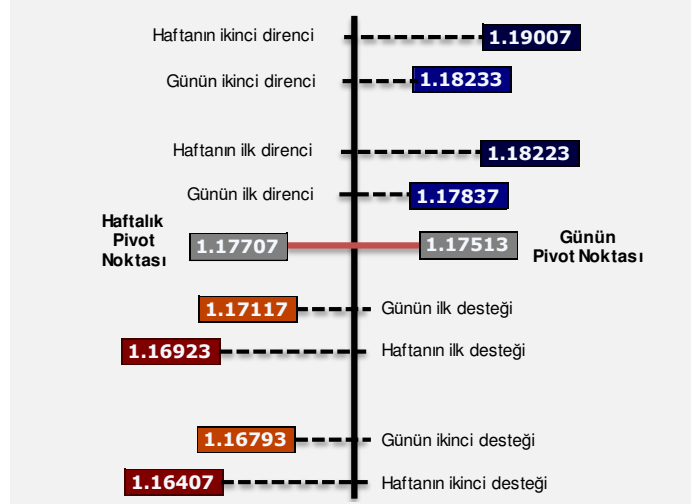 Haftanın ikinci direnci
1.19007
Günün ikinci direnci
1.18233
Haftanın ilk direnci
1.18223
Günün ilk direnci
1.17837
Haftalık
Pivot
Noktası
1.17707
1.17513
Günün
Pivot Noktası
1.17117
Günün ilk desteği
1.16923
Haftanın ilk desteği
1.16793
Günün ikinci desteği
1.16407
Haftanın ikinci desteği